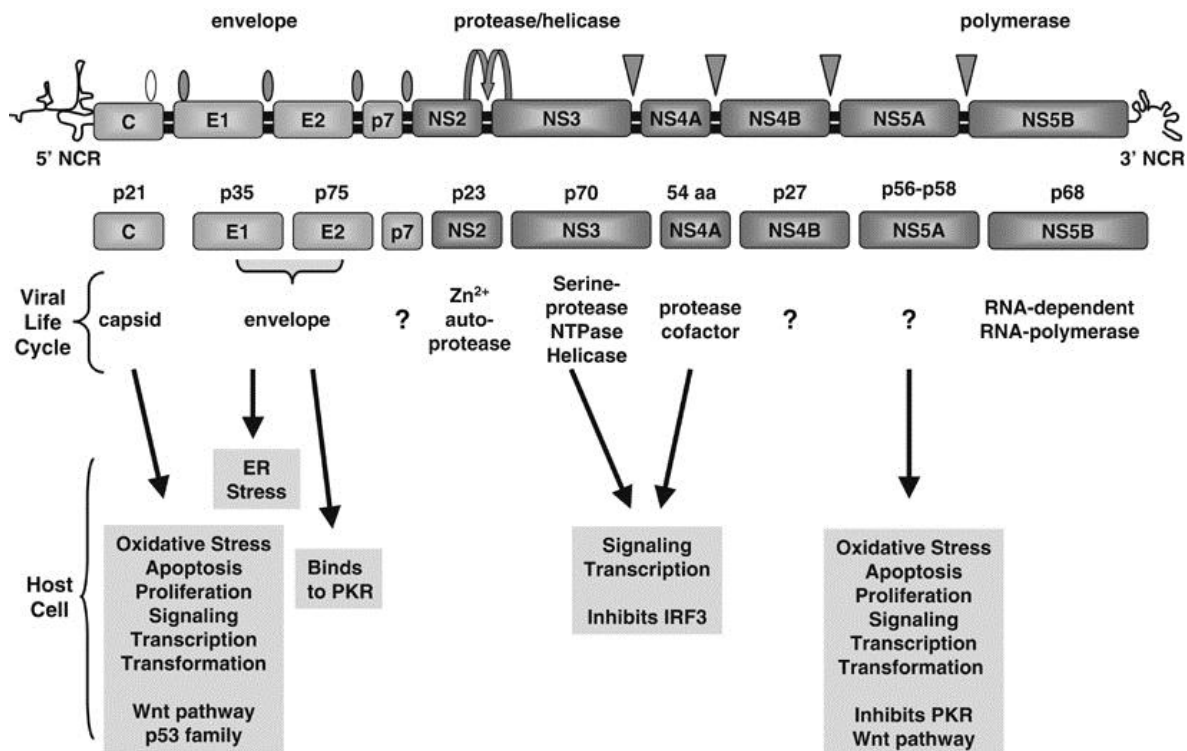 envelope protease/helicase polymerase
C E1 E2 p7 NS2 NS3 NS4A NS4B NS5A NS5B
5’ NCR 3’ NCR
p21 p35 p75 p23 p70 54 aa p27 p56-p58 p68
C E1 E2 p7 NS2 NS3 NS4A NS4B NS5A NS5B
Viral
Life
Cycle
capsid
envelope
?
Zn2+
auto-
protease
Serine-
protease
NTPase
Helicase
protease
cofactor
?
?
RNA-dependent
RNA-polymerase
Host
Cell
Oxidative Stress
Apoptosis
Proliferation
Signaling
Transcription
Transformation
Wnt pathway
p53 family
ER
Stress
Binds
to PKR
Signaling
Transcription
Inhibits IRF3
Oxidative Stress
Apoptosis
Proliferation
Signaling
Transcription
Transformation
Inhibits PKR
Wnt pathway